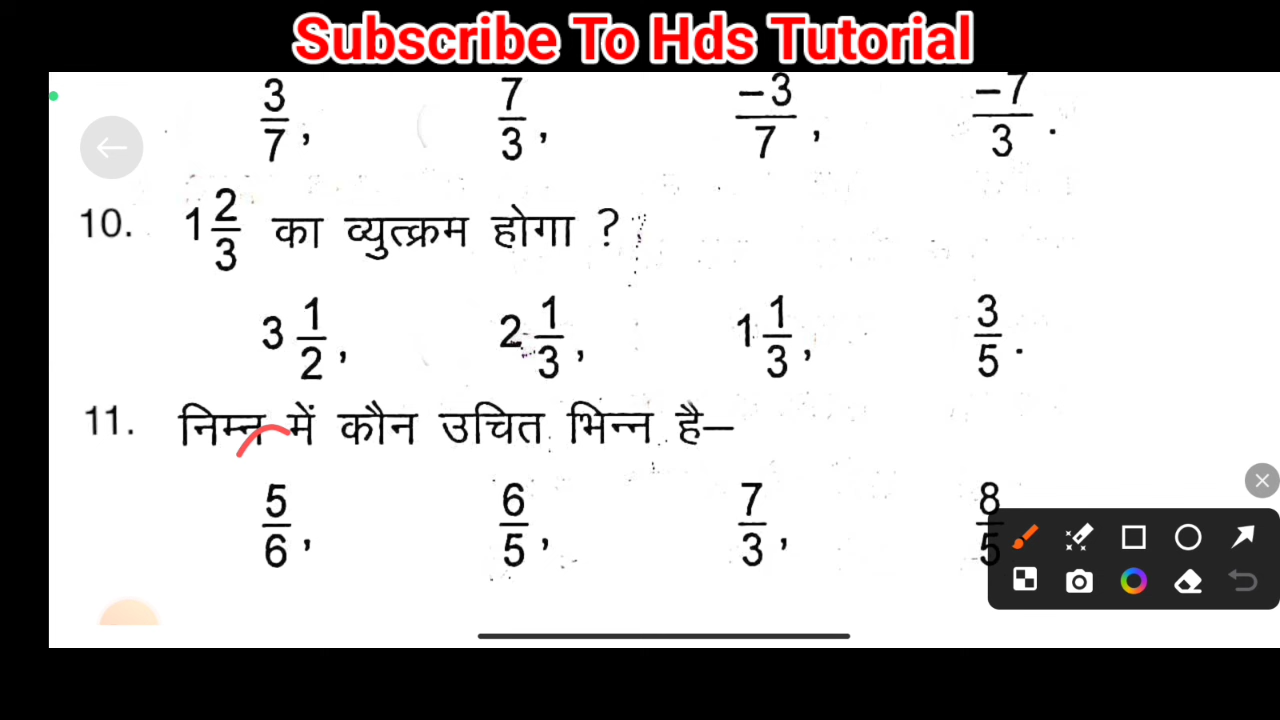 Subscribe To Hds Tutorial
3/7, 7/3, -3/7, -7/3.
10. 1 2/3 का व्युत्क्रम होगा ?
3 1/2, 2 1/3, 1 1/3, 3/5.
11. निम्न में कौन उचित भिन्न है–
5/6, 6/5, 7/3, 8/5